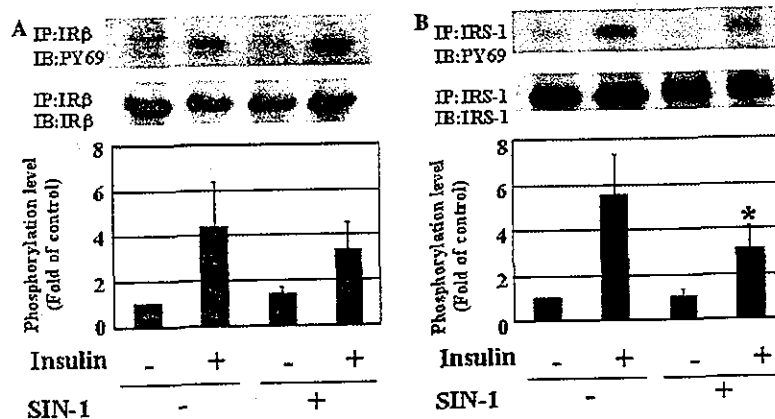 A
IP:IRβ
IB:PY69
IP:IRβ
IB:IRβ
Phosphorylation level
(Fold of control)
8
6
4
2
0
Insulin - + - +
SIN-1 - +
B
IP:IRS-1
IB:PY69
IP:IRS-1
IB:IRS-1
Phosphorylation level
(Fold of control)
8
6
4
2
0
*
Insulin - + - +
SIN-1 - +